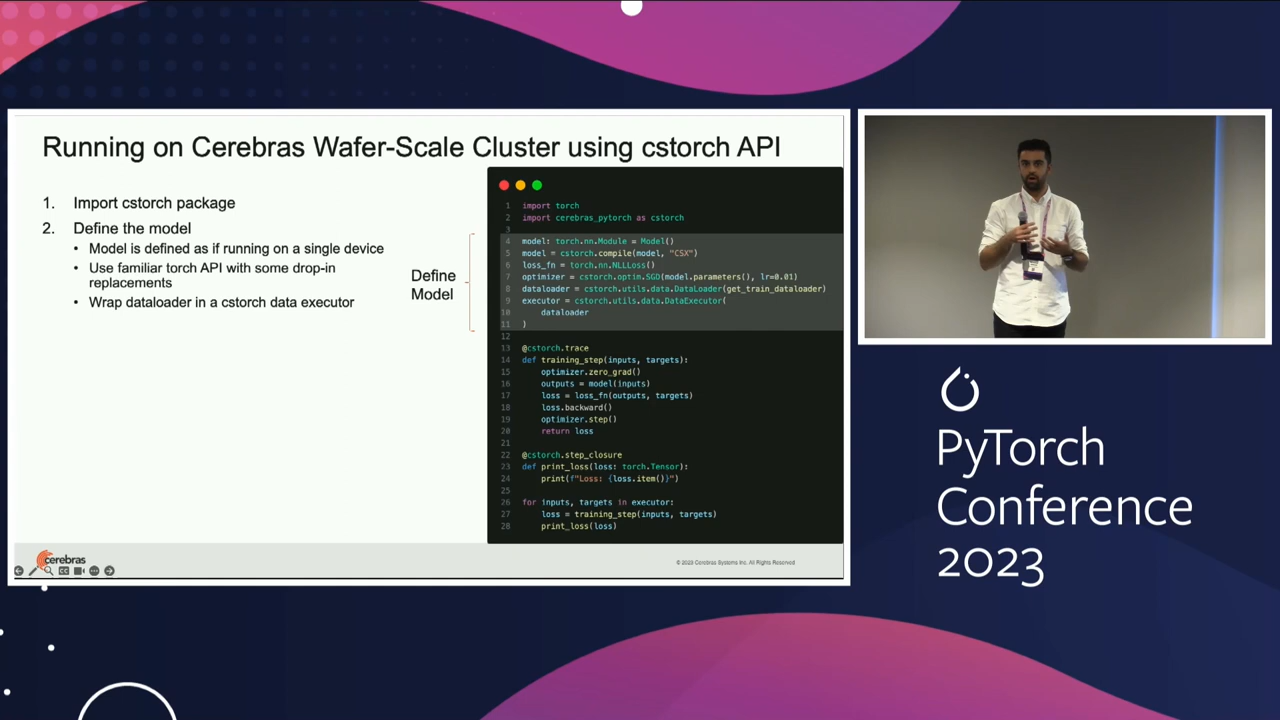 Running on Cerebras Wafer-Scale Cluster using cstorch API
1. Import cstorch package
2. Define the model
• Model is defined as if running on a single device
• Use familiar torch API with some drop-in
replacements
• Wrap dataloader in a cstorch data executor
Define
Model
1 import torch
2 import cerebras_pytorch as cstorch
3
4 model: torch.nn.Module = Model()
5 model = cstorch.compile(model, "CSX")
6 loss_fn = torch.nn.NLLLoss()
7 optimizer = cstorch.optim.SGD(model.parameters(), lr=0.01)
8 dataloader = cstorch.utils.data.DataLoader(get_train_dataloader)
9 executor = cstorch.utils.data.DataExecutor(
10 dataloader
11 )
12
13 @cstorch.trace
14 def training_step(inputs, targets):
15 optimizer.zero_grad()
16 outputs = model(inputs)
17 loss = loss_fn(outputs, targets)
18 loss.backward()
19 optimizer.step()
20 return loss
21
22 @cstorch.step_closure
23 def print_loss(loss: torch.Tensor):
24 print(f"Loss: {loss.item()}")
25
26 for inputs, targets in executor:
27 loss = training_step(inputs, targets)
28 print_loss(loss)
cerebras
© 2023 Cerebras Systems Inc. All Rights Reserved
PyTorch
Conference
2023